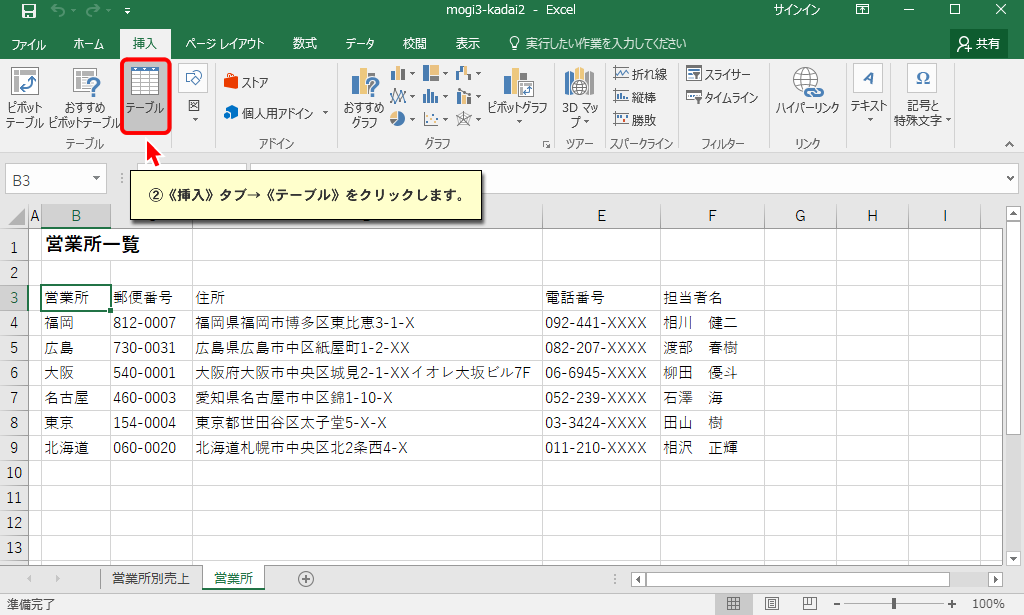 mogi3-kadai2 - Excel
サインイン
ファイル ホーム 挿入 ページ レイアウト 数式 データ 校閲 表示 実行したい作業を入力してください 共有
ピボット
テーブル
おすすめ
ピボットテーブル
テーブル
図
ストア
個人用アドイン
おすすめ
グラフ
ピボットグラフ
3D マッ
プ
折れ線
縦棒
勝敗
スライサー
タイムライン
ハイパーリンク
A
テキスト
Ω
記号と
特殊文字
テーブル アドイン グラフ ツアー スパークライン フィルター リンク
B3
②《挿入》タブ→《テーブル》をクリックします。
A B E F G H I
1 営業所一覧
2
3 営業所 郵便番号 住所 電話番号 担当者名
4 福岡 812-0007 福岡県福岡市博多区東比恵3-1-X 092-441-XXXX 相川　健二
5 広島 730-0031 広島県広島市中区紙屋町1-2-XX 082-207-XXXX 渡部　春樹
6 大阪 540-0001 大阪府大阪市中央区城見2-1-XXイオレ大坂ビル7F 06-6945-XXXX 柳田　優斗
7 名古屋 460-0003 愛知県名古屋市中区錦1-10-X 052-239-XXXX 石澤　海
8 東京 154-0004 東京都世田谷区太子堂5-X-X 03-3424-XXXX 田山　樹
9 北海道 060-0020 北海道札幌市中央区北2条西4-X 011-210-XXXX 相沢　正輝
10
11
12
13
営業所別売上 営業所
準備完了 100%